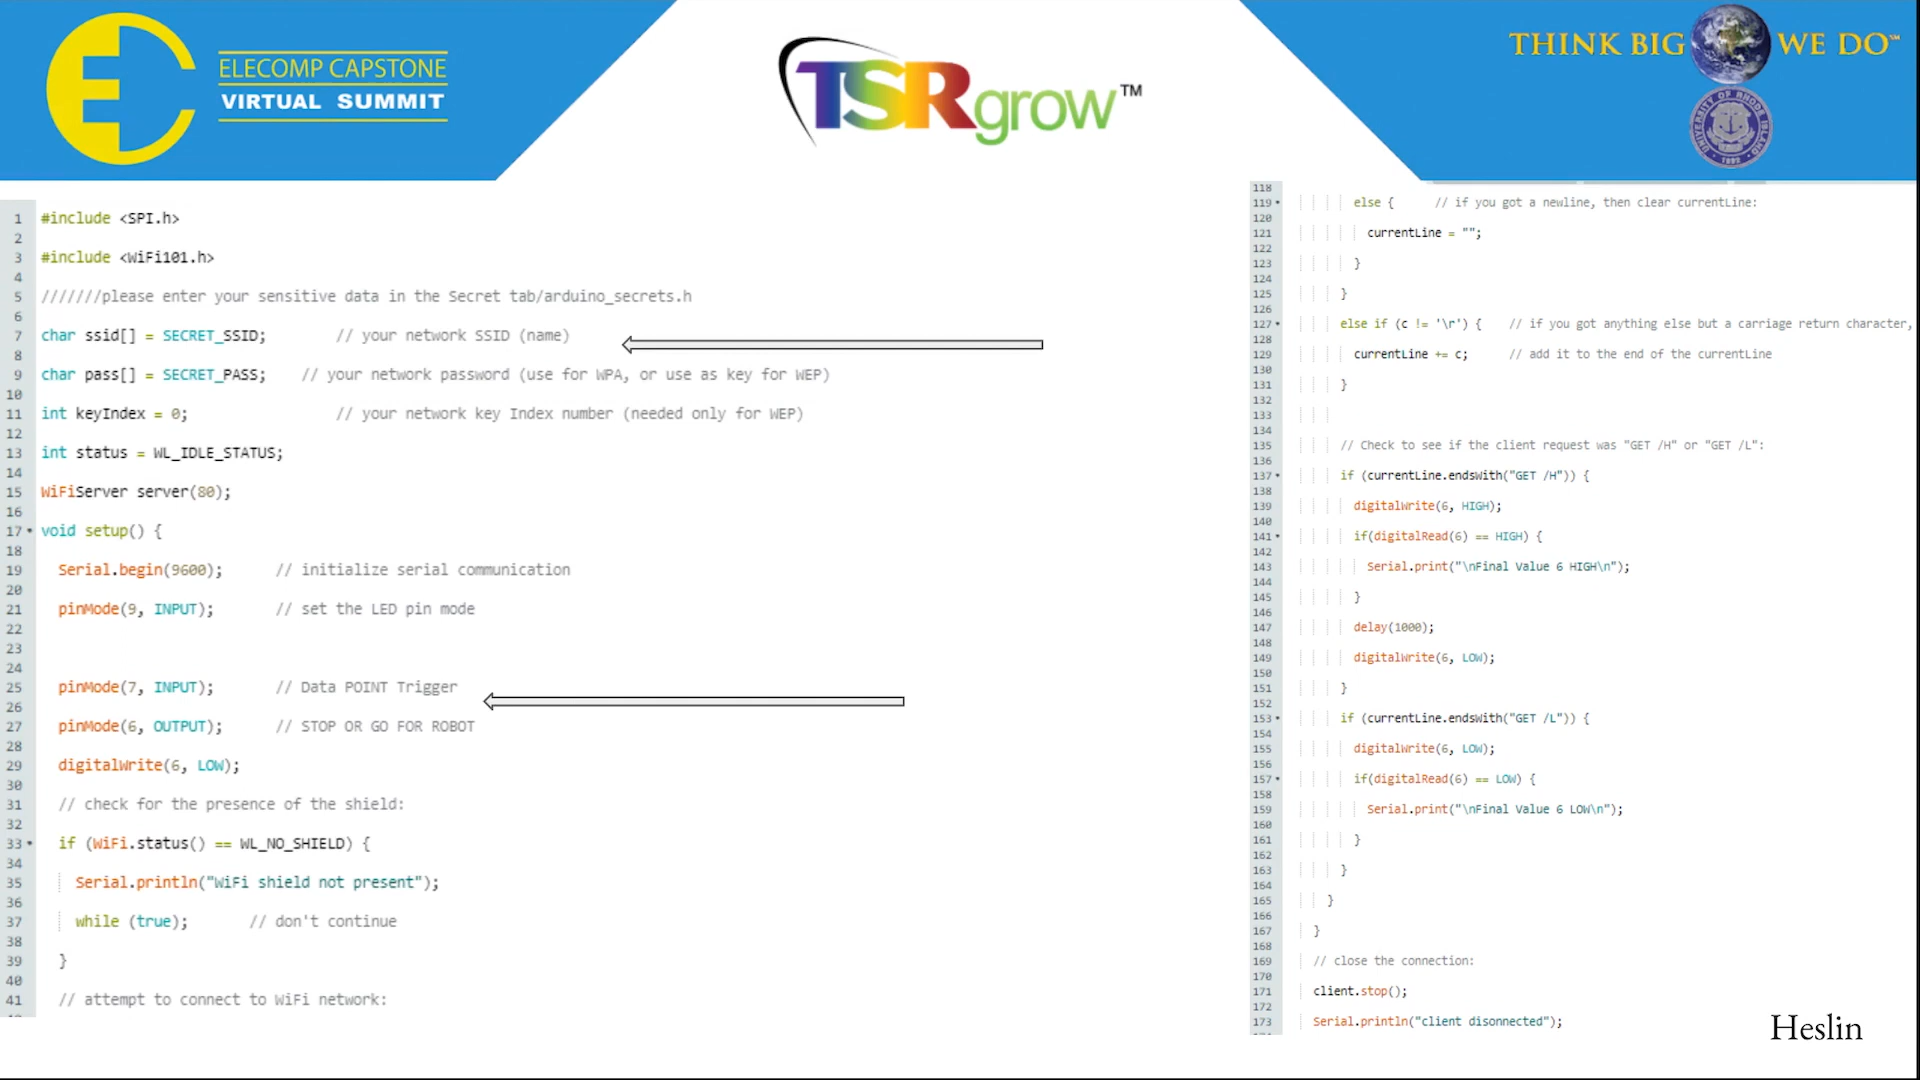 ELECOMP CAPSTONE
VIRTUAL SUMMIT
TSRgrow™
THINK BIG WE DO℠
UNIVERSITY OF RHODE ISLAND
1892
1 #include <SPI.h>
2
3 #include <WiFi101.h>
4
5 ///////please enter your sensitive data in the Secret tab/arduino_secrets.h
6
7 char ssid[] = SECRET_SSID; // your network SSID (name)
8
9 char pass[] = SECRET_PASS; // your network password (use for WPA, or use as key for WEP)
10
11 int keyIndex = 0; // your network key Index number (needed only for WEP)
12
13 int status = WL_IDLE_STATUS;
14
15 WiFiServer server(80);
16
17 void setup() {
18
19 Serial.begin(9600); // initialize serial communication
20
21 pinMode(9, INPUT); // set the LED pin mode
22
23
24
25 pinMode(7, INPUT); // Data POINT Trigger
26
27 pinMode(6, OUTPUT); // STOP OR GO FOR ROBOT
28
29 digitalWrite(6, LOW);
30
31 // check for the presence of the shield:
32
33 if (WiFi.status() == WL_NO_SHIELD) {
34
35 Serial.println("WiFi shield not present");
36
37 while (true); // don't continue
38
39 }
40
41 // attempt to connect to WiFi network:
118
119 else { // if you got a newline, then clear currentLine:
120
121 currentLine = "";
122
123 }
124
125 }
126
127 else if (c != '\r') { // if you got anything else but a carriage return character,
128
129 currentLine += c; // add it to the end of the currentLine
130
131 }
132
133
134
135 // Check to see if the client request was "GET /H" or "GET /L":
136
137 if (currentLine.endsWith("GET /H")) {
138
139 digitalWrite(6, HIGH);
140
141 if(digitalRead(6) == HIGH) {
142
143 Serial.print("\nFinal Value 6 HIGH\n");
144
145 }
146
147 delay(1000);
148
149 digitalWrite(6, LOW);
150
151 }
152
153 if (currentLine.endsWith("GET /L")) {
154
155 digitalWrite(6, LOW);
156
157 if(digitalRead(6) == LOW) {
158
159 Serial.print("\nFinal Value 6 LOW\n");
160
161 }
162
163 }
164
165 }
166
167 }
168
169 // close the connection:
170
171 client.stop();
172
173 Serial.println("client disonnected");
Heslin